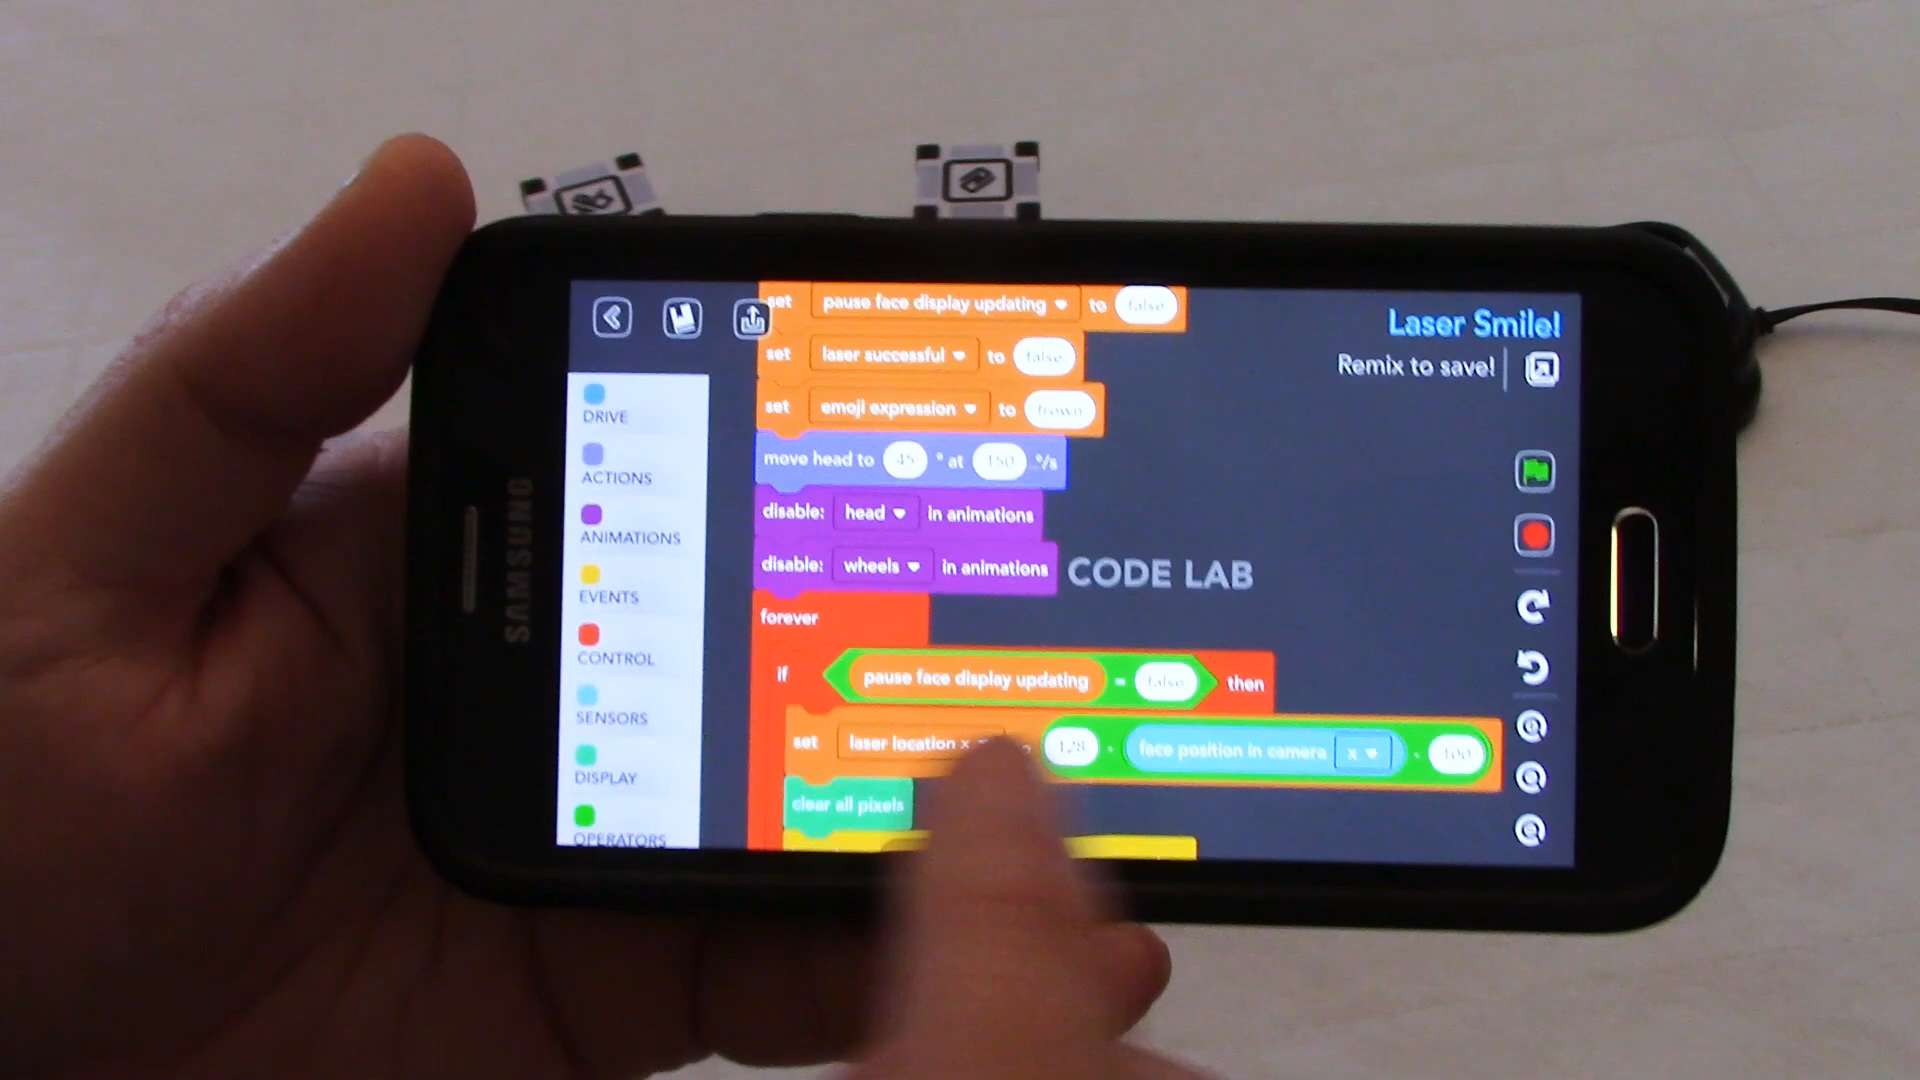 SAMSUNG
set pause face display updating to false
Laser Smile!
Remix to save!
set laser successful to false
set emoji expression to frown
move head to 45 ° at 150 °/s
disable: head in animations
disable: wheels in animations
CODE LAB
forever
if pause face display updating = false then
set laser location x 128 - face position in camera x - 100
clear all pixels
DRIVE
ACTIONS
ANIMATIONS
EVENTS
CONTROL
SENSORS
DISPLAY
OPERATORS